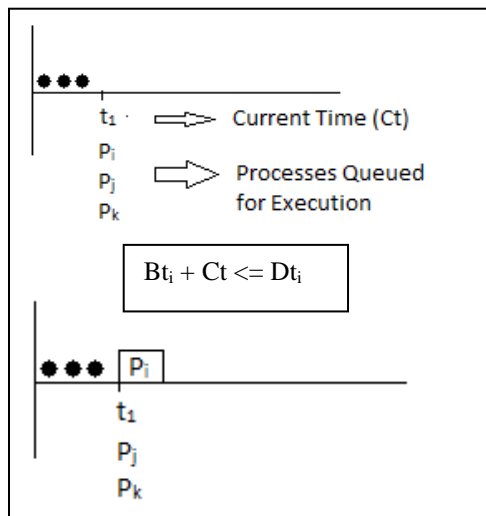 t₁
Current Time (Ct)
Pᵢ
Pⱼ
Pₖ
Processes Queued
for Execution
Btᵢ + Ct <= Dtᵢ
Pᵢ
t₁
Pⱼ
Pₖ